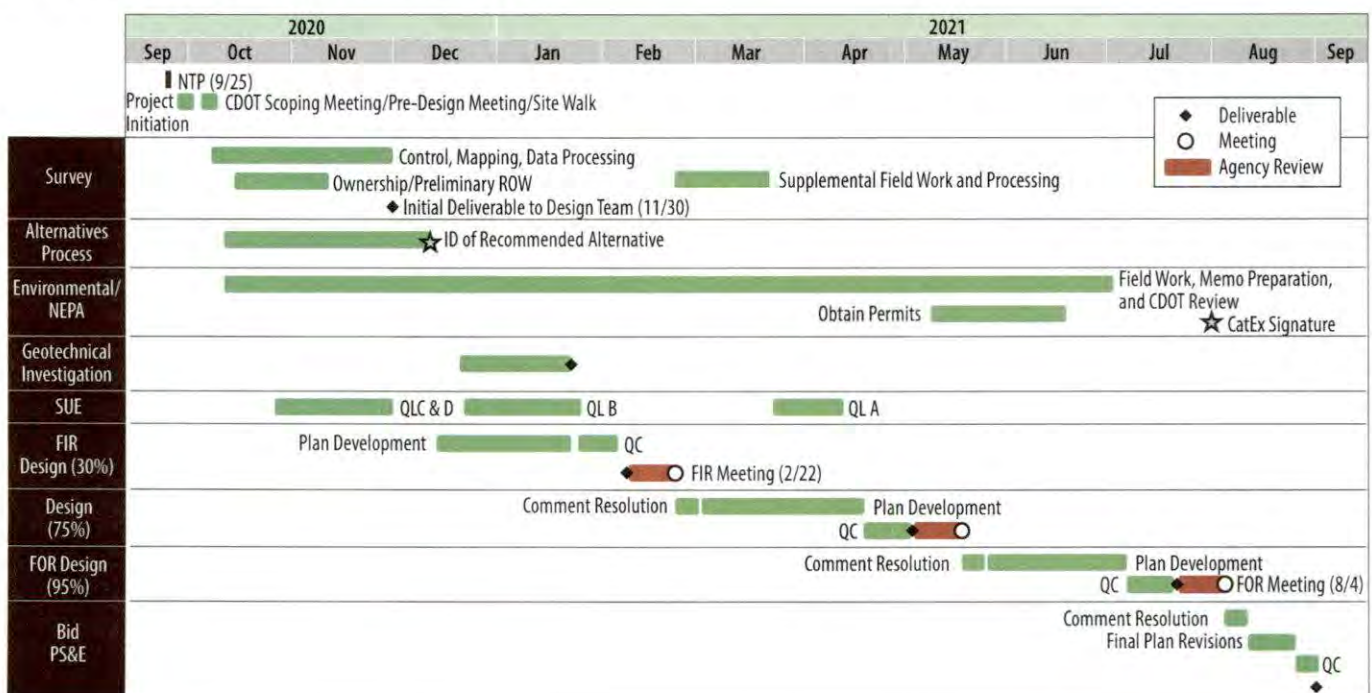 2020 2021
Sep Oct Nov Dec Jan Feb Mar Apr May Jun Jul Aug Sep
NTP (9/25)
Project
Initiation
CDOT Scoping Meeting/Pre-Design Meeting/Site Walk
Deliverable
Meeting
Agency Review
Survey
Control, Mapping, Data Processing
Ownership/Preliminary ROW
Supplemental Field Work and Processing
Initial Deliverable to Design Team (11/30)
Alternatives
Process
ID of Recommended Alternative
Environmental/
NEPA
Field Work, Memo Preparation,
and CDOT Review
Obtain Permits
CatEx Signature
Geotechnical
Investigation
SUE
QLC & D
QL B
QL A
FIR
Design (30%)
Plan Development
QC
FIR Meeting (2/22)
Design
(75%)
Comment Resolution
Plan Development
QC
FOR Design
(95%)
Comment Resolution
Plan Development
QC
FOR Meeting (8/4)
Bid
PS&E
Comment Resolution
Final Plan Revisions
QC